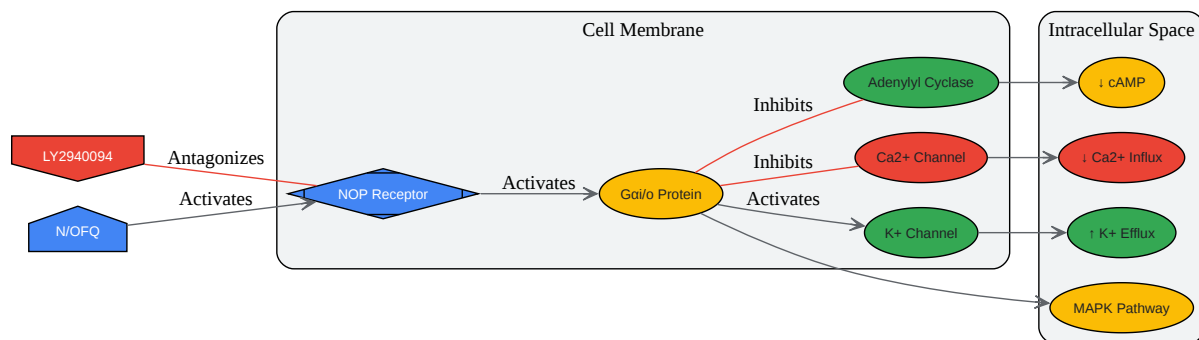 Cell Membrane
Intracellular Space
Adenylyl Cyclase
↓ cAMP
Inhibits
LY2940094
Antagonizes
Inhibits
Ca2+ Channel
↓ Ca2+ Influx
NOP Receptor
Activates
Gαi/o Protein
Activates
Activates
N/OFQ
K+ Channel
↑ K+ Efflux
MAPK Pathway